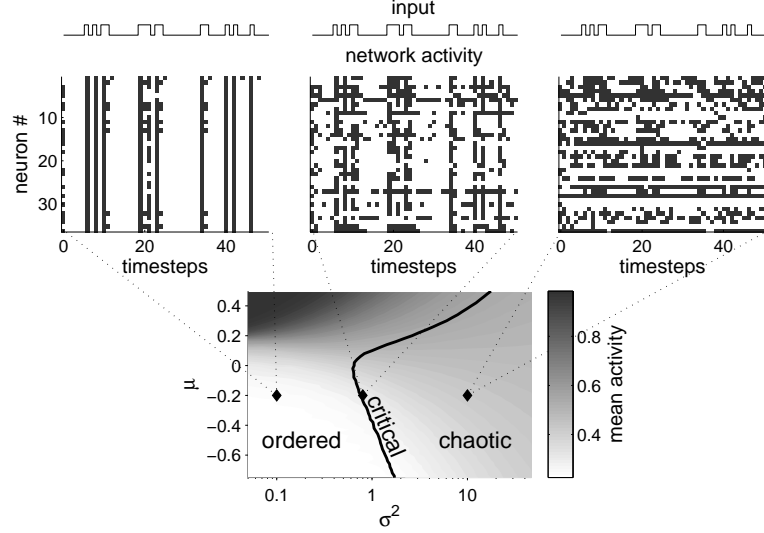 input
network activity
neuron #
10
20
30
0 20 40
timesteps
0 20 40
timesteps
0 20 40
timesteps
μ
0.4
0.2
0
−0.2
−0.4
−0.6
ordered
critical
chaotic
0.1 1 10
σ²
0.8
0.6
0.4
mean activity